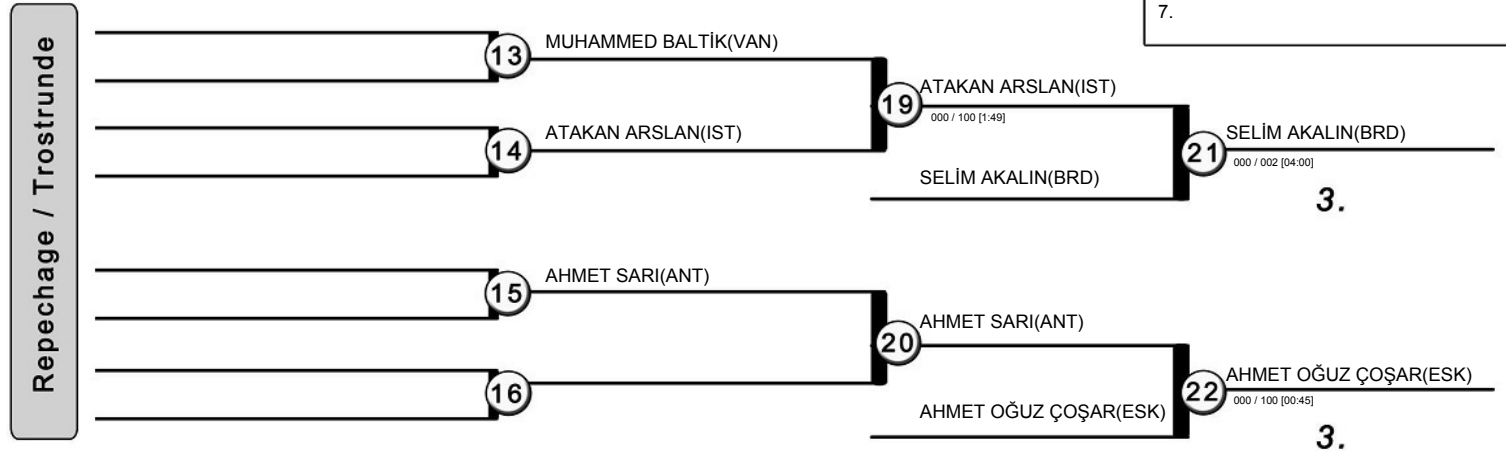 7.
Repechage / Trostrunde
13
MUHAMMED BALTİK(VAN)
14
ATAKAN ARSLAN(IST)
19
ATAKAN ARSLAN(IST)
000 / 100 [1:49]
SELİM AKALIN(BRD)
21
SELİM AKALIN(BRD)
000 / 002 [04:00]
3.
15
AHMET SARI(ANT)
16
20
AHMET SARI(ANT)
AHMET OĞUZ ÇOŞAR(ESK)
22
AHMET OĞUZ ÇOŞAR(ESK)
000 / 100 [00:45]
3.